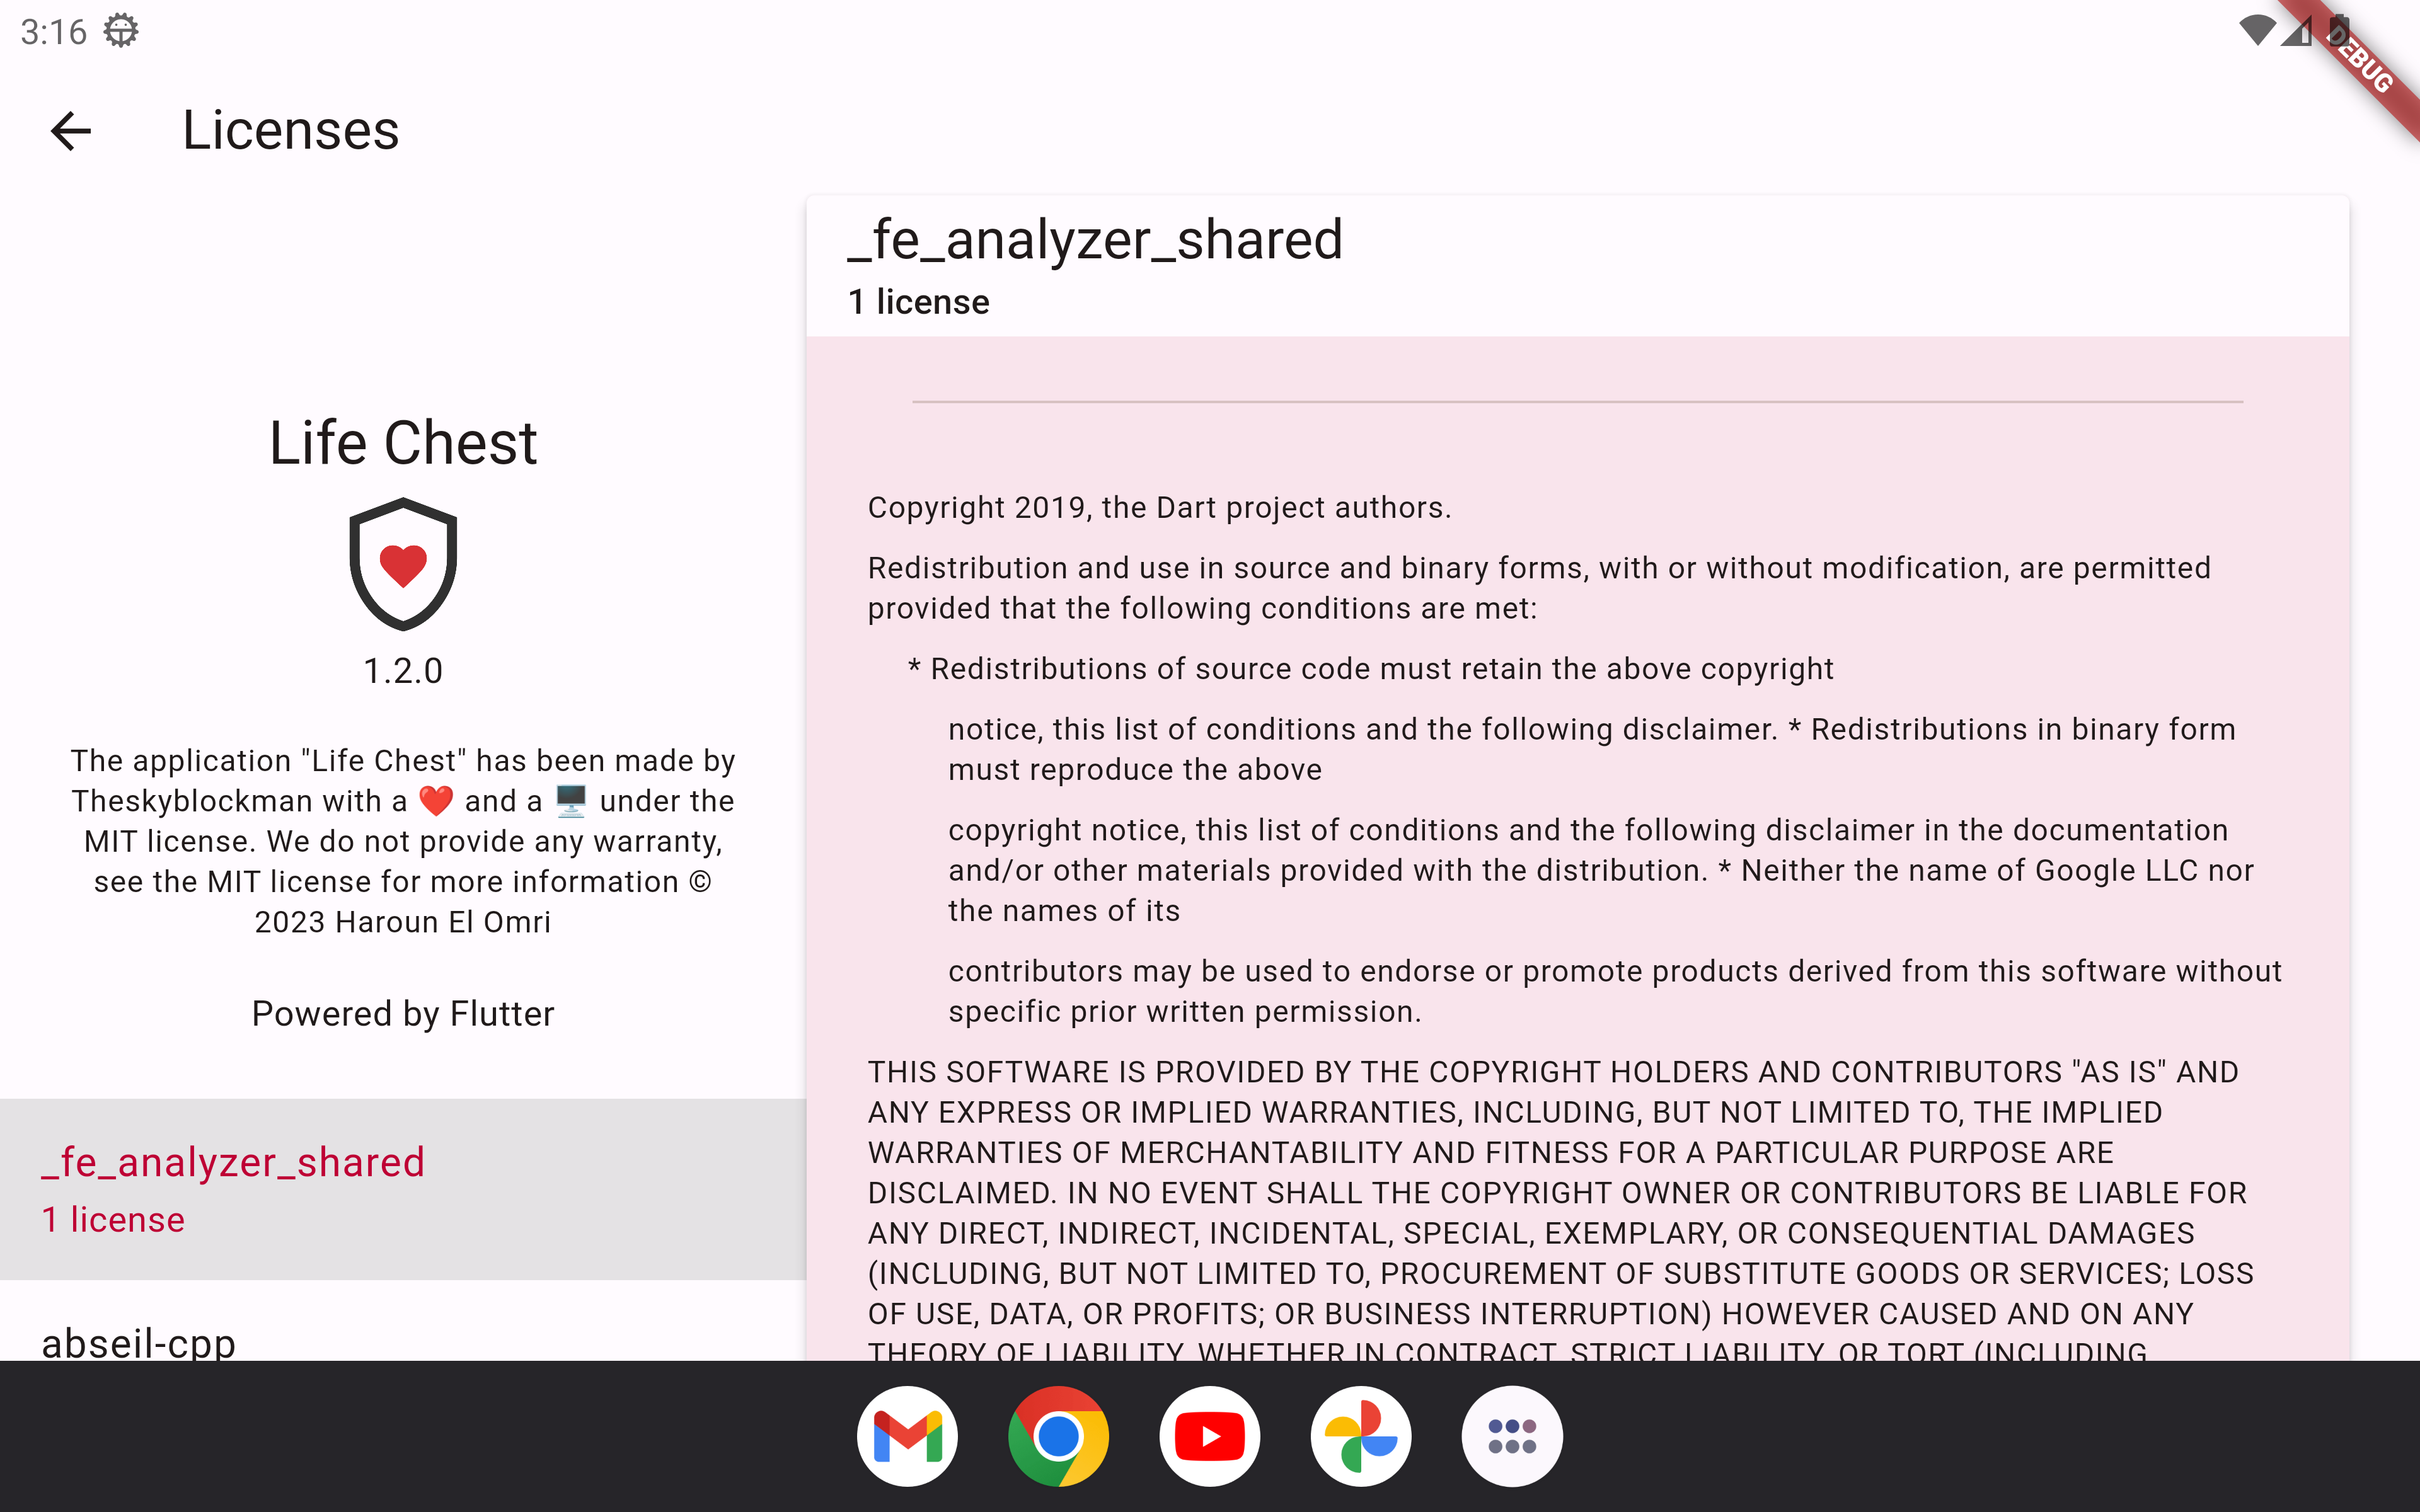 3:16
DEBUG
Licenses
Life Chest
1.2.0
The application "Life Chest" has been made by
Theskyblockman with a ❤️ and a 🖥️ under the
MIT license. We do not provide any warranty,
see the MIT license for more information ©
2023 Haroun El Omri
Powered by Flutter
_fe_analyzer_shared
1 license
abseil-cpp
_fe_analyzer_shared
1 license
Copyright 2019, the Dart project authors.
Redistribution and use in source and binary forms, with or without modification, are permitted
provided that the following conditions are met:
* Redistributions of source code must retain the above copyright
notice, this list of conditions and the following disclaimer. * Redistributions in binary form
must reproduce the above
copyright notice, this list of conditions and the following disclaimer in the documentation
and/or other materials provided with the distribution. * Neither the name of Google LLC nor
the names of its
contributors may be used to endorse or promote products derived from this software without
specific prior written permission.
THIS SOFTWARE IS PROVIDED BY THE COPYRIGHT HOLDERS AND CONTRIBUTORS "AS IS" AND
ANY EXPRESS OR IMPLIED WARRANTIES, INCLUDING, BUT NOT LIMITED TO, THE IMPLIED
WARRANTIES OF MERCHANTABILITY AND FITNESS FOR A PARTICULAR PURPOSE ARE
DISCLAIMED. IN NO EVENT SHALL THE COPYRIGHT OWNER OR CONTRIBUTORS BE LIABLE FOR
ANY DIRECT, INDIRECT, INCIDENTAL, SPECIAL, EXEMPLARY, OR CONSEQUENTIAL DAMAGES
(INCLUDING, BUT NOT LIMITED TO, PROCUREMENT OF SUBSTITUTE GOODS OR SERVICES; LOSS
OF USE, DATA, OR PROFITS; OR BUSINESS INTERRUPTION) HOWEVER CAUSED AND ON ANY
THEORY OF LIABILITY, WHETHER IN CONTRACT, STRICT LIABILITY, OR TORT (INCLUDING